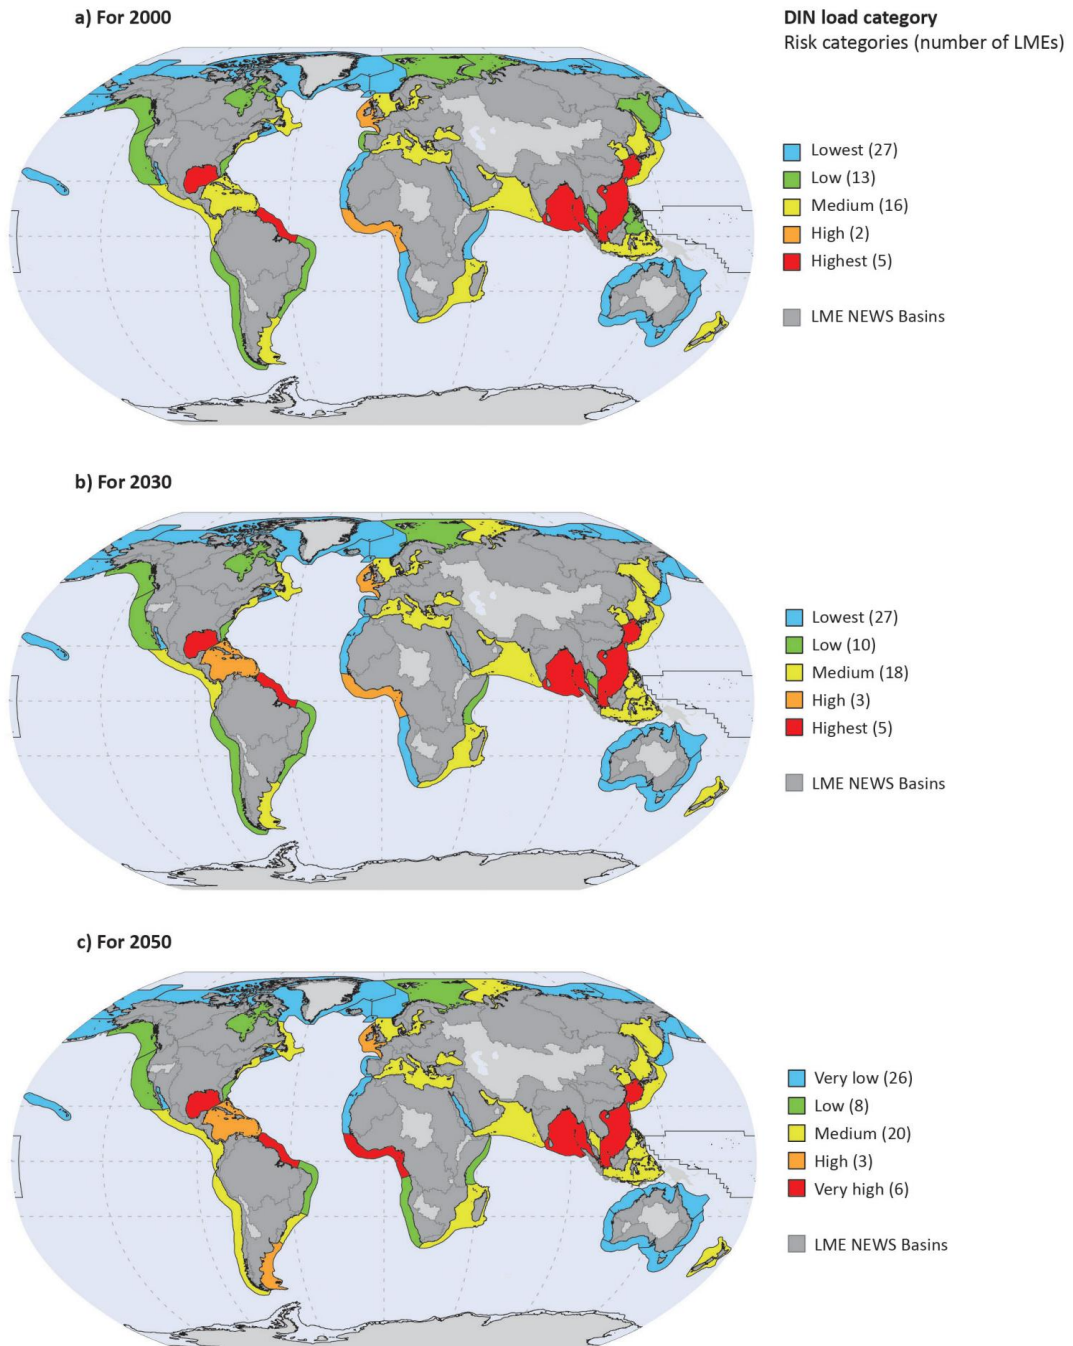 a) For 2000
DIN load category
Risk categories (number of LMEs)
Lowest (27)
Low (13)
Medium (16)
High (2)
Highest (5)
LME NEWS Basins
b) For 2030
Lowest (27)
Low (10)
Medium (18)
High (3)
Highest (5)
LME NEWS Basins
c) For 2050
Very low (26)
Low (8)
Medium (20)
High (3)
Very high (6)
LME NEWS Basins